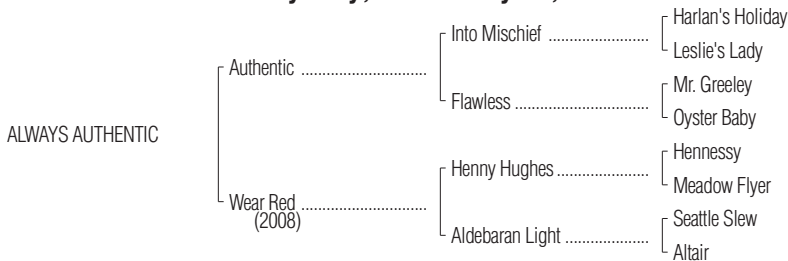 Harlan's Holiday
Into Mischief ........................
Leslie's Lady
Authentic ..............................
Mr. Greeley
Flawless ................................
Oyster Baby
ALWAYS AUTHENTIC
Hennessy
Henny Hughes ......................
Meadow Flyer
Wear Red ..............................
(2008)
Seattle Slew
Aldebaran Light ....................
Altair